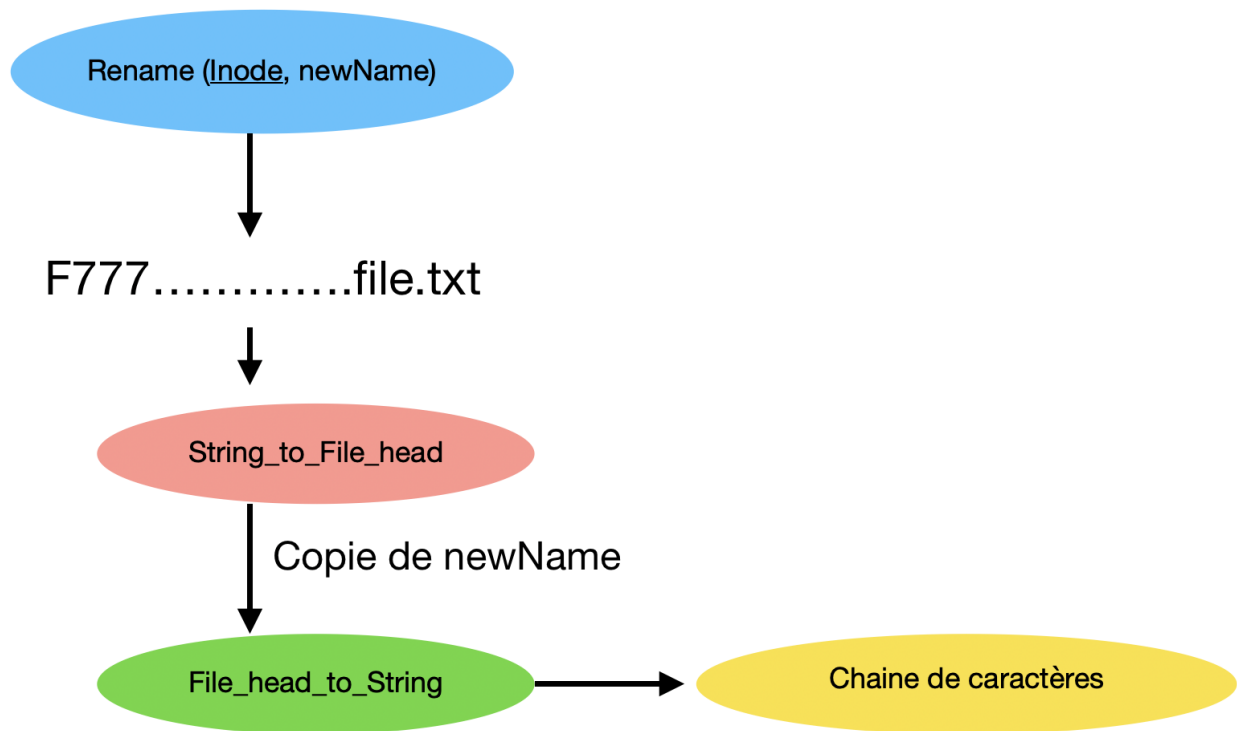 Rename (Inode, newName)
F777.............file.txt
String_to_File_head
Copie de newName
File_head_to_String
Chaine de caractères